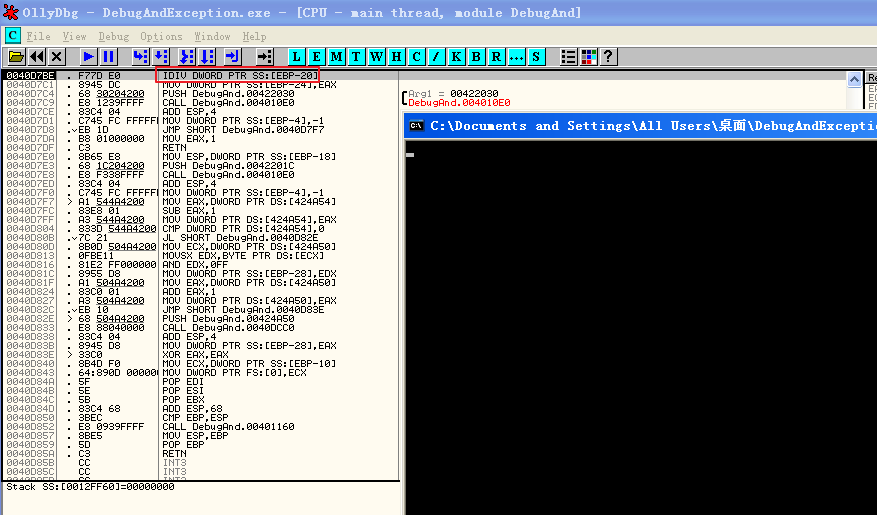 OllyDbg - DebugAndException.exe - [CPU - main thread, module DebugAnd]
C File View Debug Options Window Help
L E M T W H C / K B R ... S ?
0040D7BE . F77D E0 IDIV DWORD PTR SS:[EBP-20]
0040D7C1 . 8945 DC MOV DWORD PTR SS:[EBP-24],EAX
0040D7C4 . 68 30204200 PUSH DebugAnd.00422030 Arg1 = 00422030
0040D7C9 . E8 1239FFFF CALL DebugAnd.004010E0 DebugAnd.004010E0
0040D7CE . 83C4 04 ADD ESP,4
0040D7D1 . C745 FC FFFFFF MOV DWORD PTR SS:[EBP-4],-1
0040D7D8 . EB 1D JMP SHORT DebugAnd.0040D7F7
0040D7DA . B8 01000000 MOV EAX,1
0040D7DF . C3 RETN
0040D7E0 . 8B65 E8 MOV ESP,DWORD PTR SS:[EBP-18]
0040D7E3 . 68 1C204200 PUSH DebugAnd.0042201C
0040D7E8 . E8 F338FFFF CALL DebugAnd.004010E0
0040D7ED . 83C4 04 ADD ESP,4
0040D7F0 . C745 FC FFFFFF MOV DWORD PTR SS:[EBP-4],-1
0040D7F7 > A1 544A4200 MOV EAX,DWORD PTR DS:[424A54]
0040D7FC . 83E8 01 SUB EAX,1
0040D7FF . A3 544A4200 MOV DWORD PTR DS:[424A54],EAX
0040D804 . 833D 544A4200 CMP DWORD PTR DS:[424A54],0
0040D80B . 7C 21 JL SHORT DebugAnd.0040D82E
0040D80D . 8B0D 504A4200 MOV ECX,DWORD PTR DS:[424A50]
0040D813 . 0FBE11 MOVSX EDX,BYTE PTR DS:[ECX]
0040D816 . 81E2 FF000000 AND EDX,0FF
0040D81C . 8955 D8 MOV DWORD PTR SS:[EBP-28],EDX
0040D81F . A1 504A4200 MOV EAX,DWORD PTR DS:[424A50]
0040D824 . 83C0 01 ADD EAX,1
0040D827 . A3 504A4200 MOV DWORD PTR DS:[424A50],EAX
0040D82C . EB 10 JMP SHORT DebugAnd.0040D83E
0040D82E > 68 504A4200 PUSH DebugAnd.00424A50
0040D833 . E8 88040000 CALL DebugAnd.0040DCC0
0040D838 . 83C4 04 ADD ESP,4
0040D83B . 8945 D8 MOV DWORD PTR SS:[EBP-28],EAX
0040D83E > 33C0 XOR EAX,EAX
0040D840 . 8B4D F0 MOV ECX,DWORD PTR SS:[EBP-10]
0040D843 . 64:890D 000000 MOV DWORD PTR FS:[0],ECX
0040D84A . 5F POP EDI
0040D84B . 5E POP ESI
0040D84C . 5B POP EBX
0040D84D . 83C4 68 ADD ESP,68
0040D850 . 3BEC CMP EBP,ESP
0040D852 . E8 0939FFFF CALL DebugAnd.00401160
0040D857 . 8BE5 MOV ESP,EBP
0040D859 . 5D POP EBP
0040D85A . C3 RETN
0040D85B CC INT3
0040D85C CC INT3
0040D85D CC INT3
Stack SS:[0012FF60]=00000000
C:\Documents and Settings\All Users\桌面\DebugAndExceptio